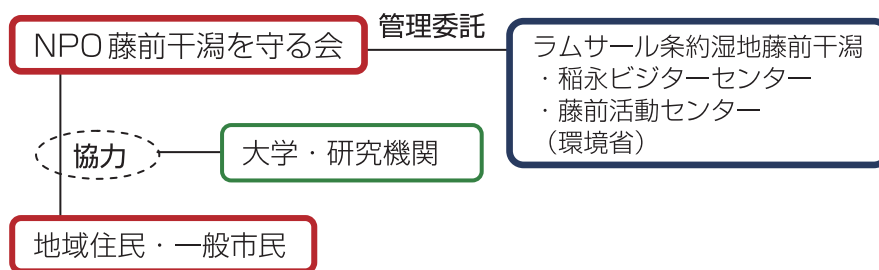 NPO藤前干潟を守る会
管理委託
ラムサール条約湿地藤前干潟
・稲永ビジターセンター
・藤前活動センター
（環境省）
協力
大学・研究機関
地域住民・一般市民